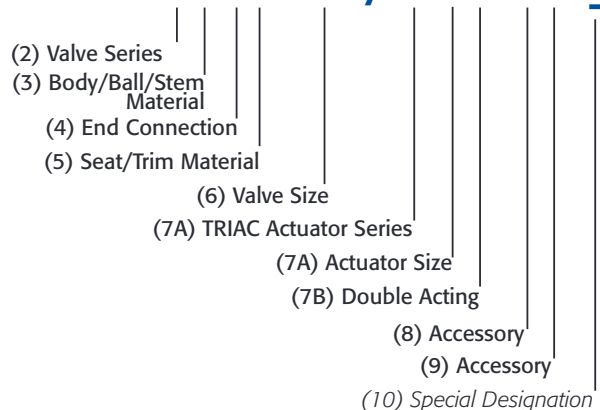 (2) Valve Series
(3) Body/Ball/Stem
Material
(4) End Connection
(5) Seat/Trim Material
(6) Valve Size
(7A) TRIAC Actuator Series
(7A) Actuator Size
(7B) Double Acting
(8) Accessory
(9) Accessory
(10) Special Designation